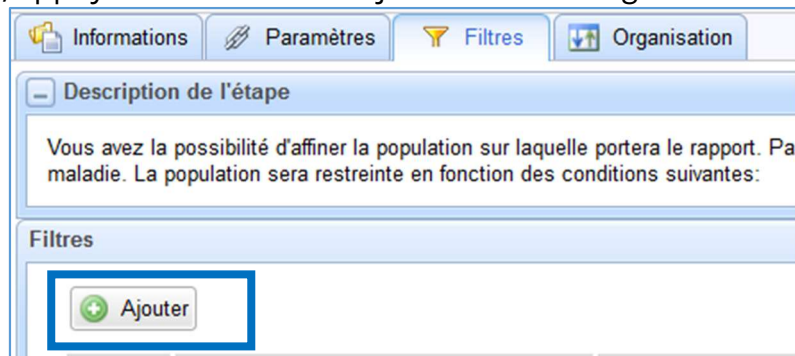 Informations Paramètres Filtres Organisation
Description de l'étape
Vous avez la possibilité d'affiner la population sur laquelle portera le rapport. Pa
maladie. La population sera restreinte en fonction des conditions suivantes:
Filtres
Ajouter